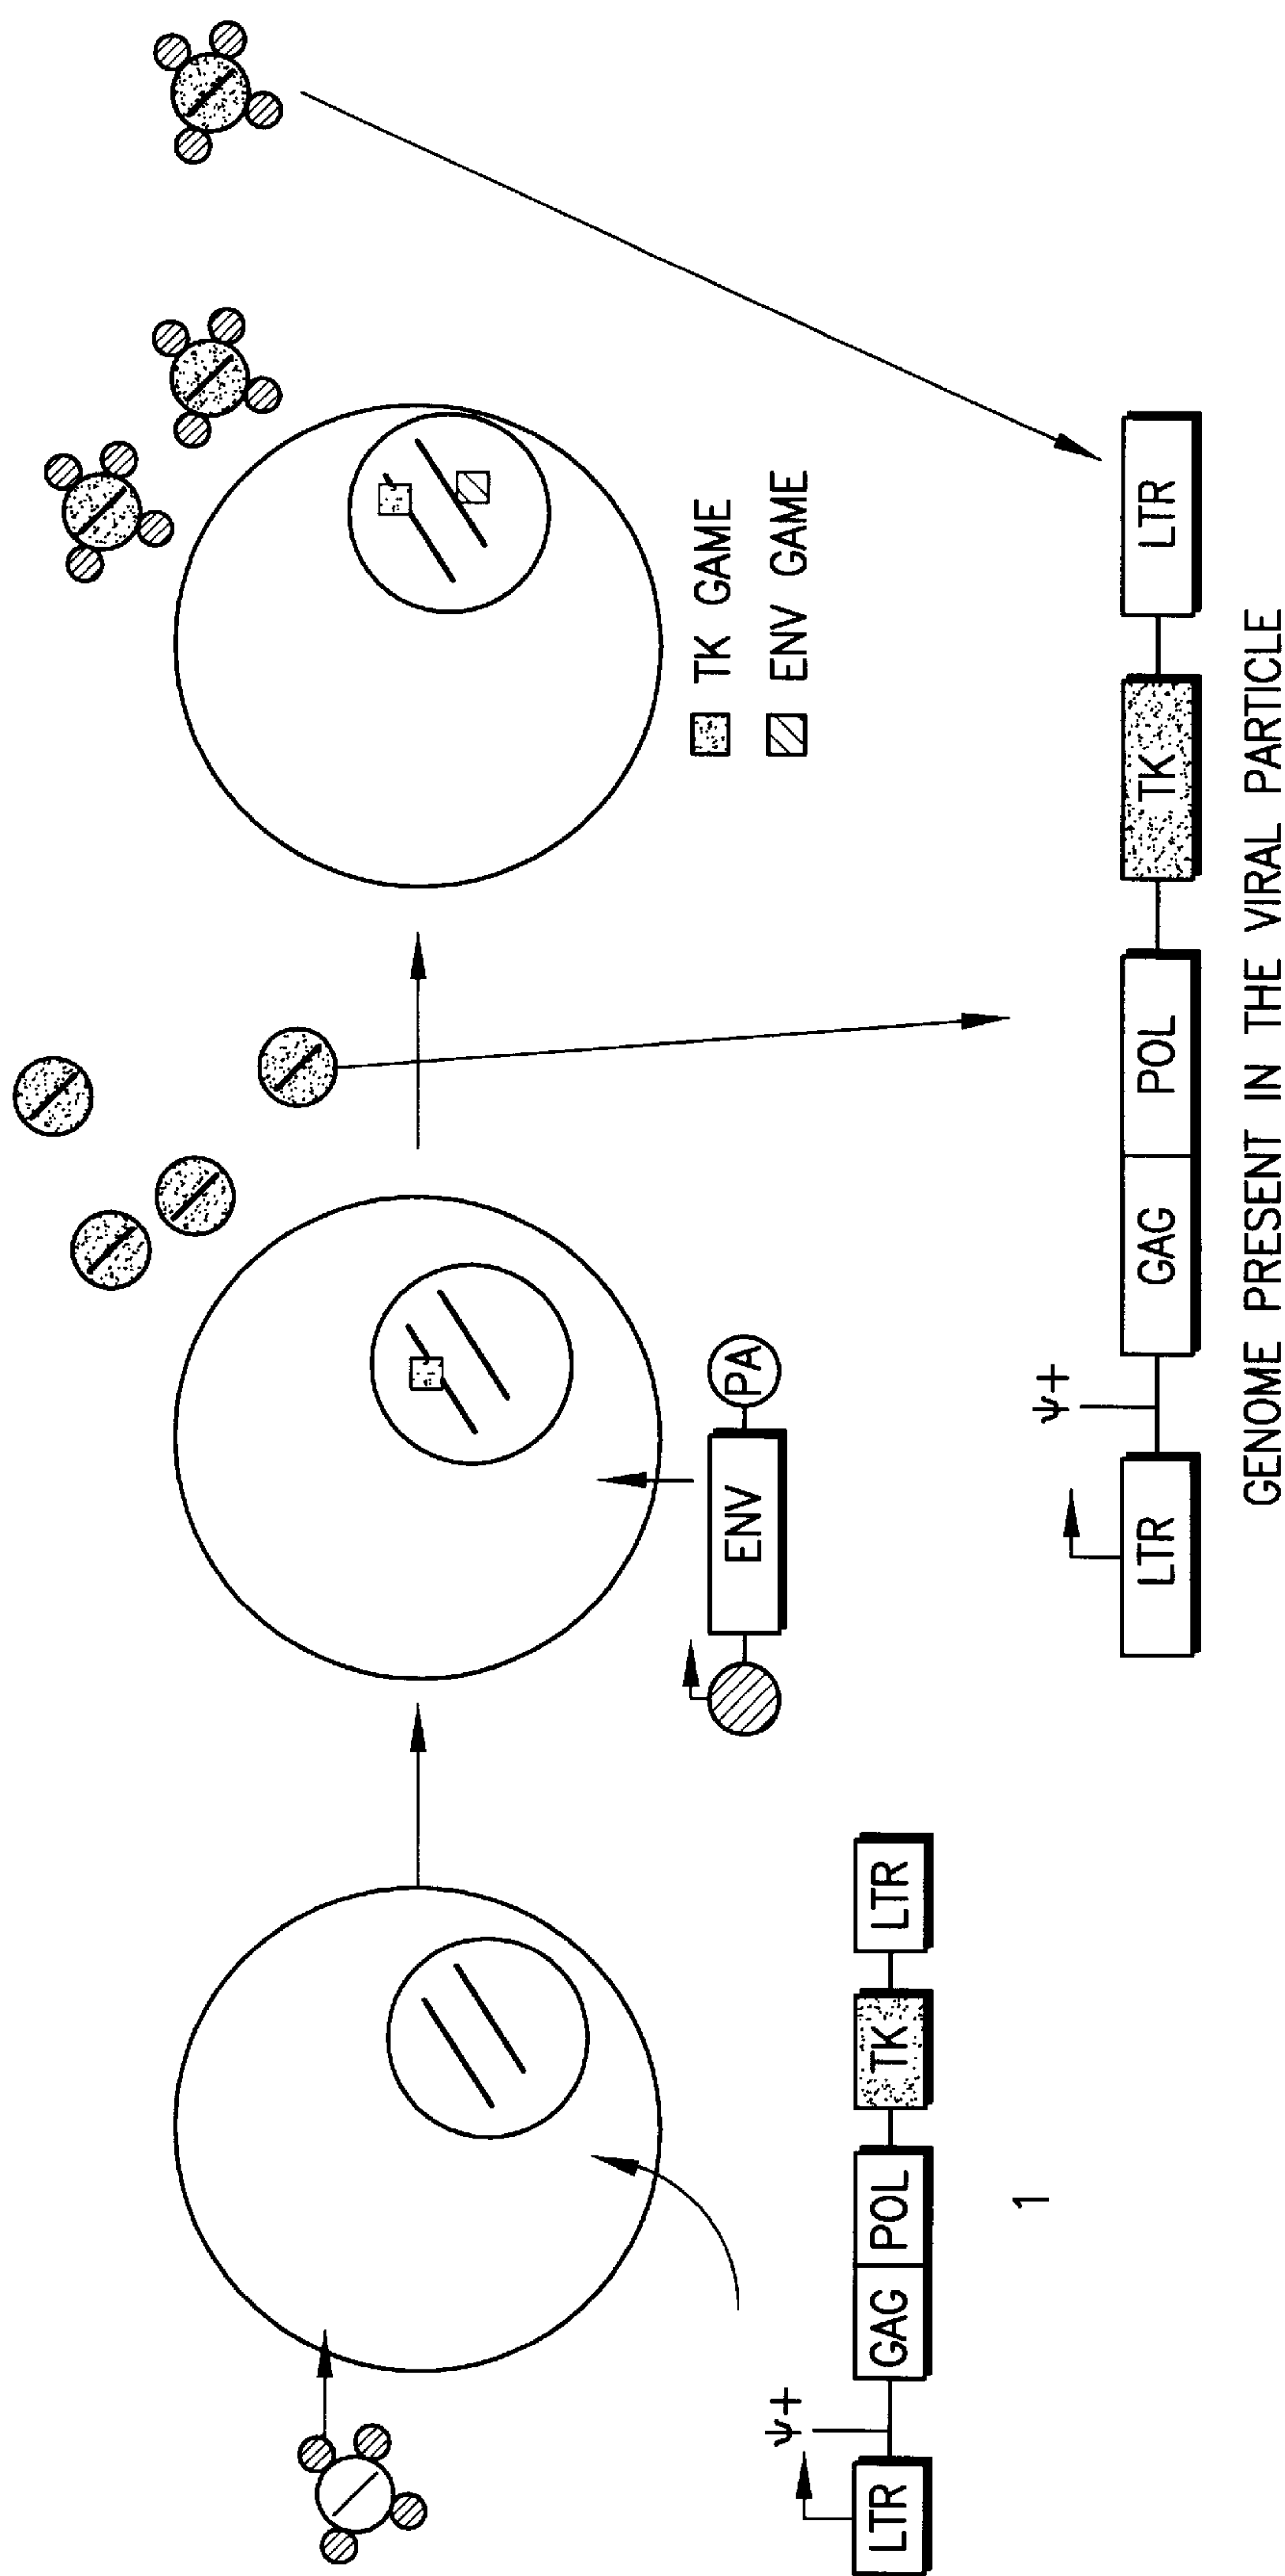 TK GAME
ENV GAME
ENV PA
ψ+
LTR GAG POL TK LTR
1
ψ+
LTR GAG POL TK LTR
GENOME PRESENT IN THE VIRAL PARTICLE